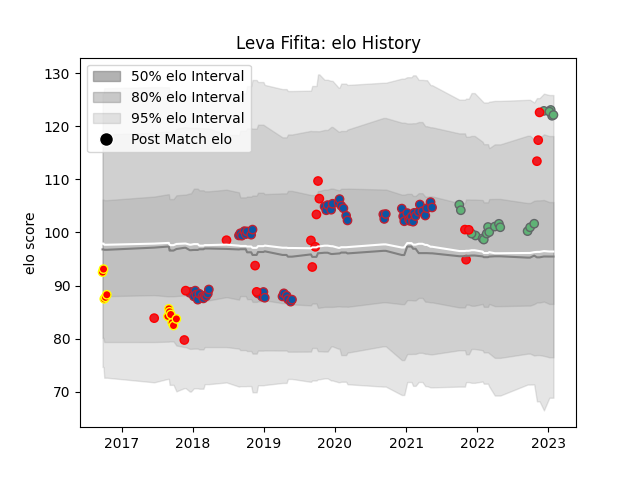 Leva Fifita: elo History
50% elo Interval
80% elo Interval
95% elo Interval
Post Match elo
elo score
130
120
110
100
90
80
70
2017 2018 2019 2020 2021 2022 2023